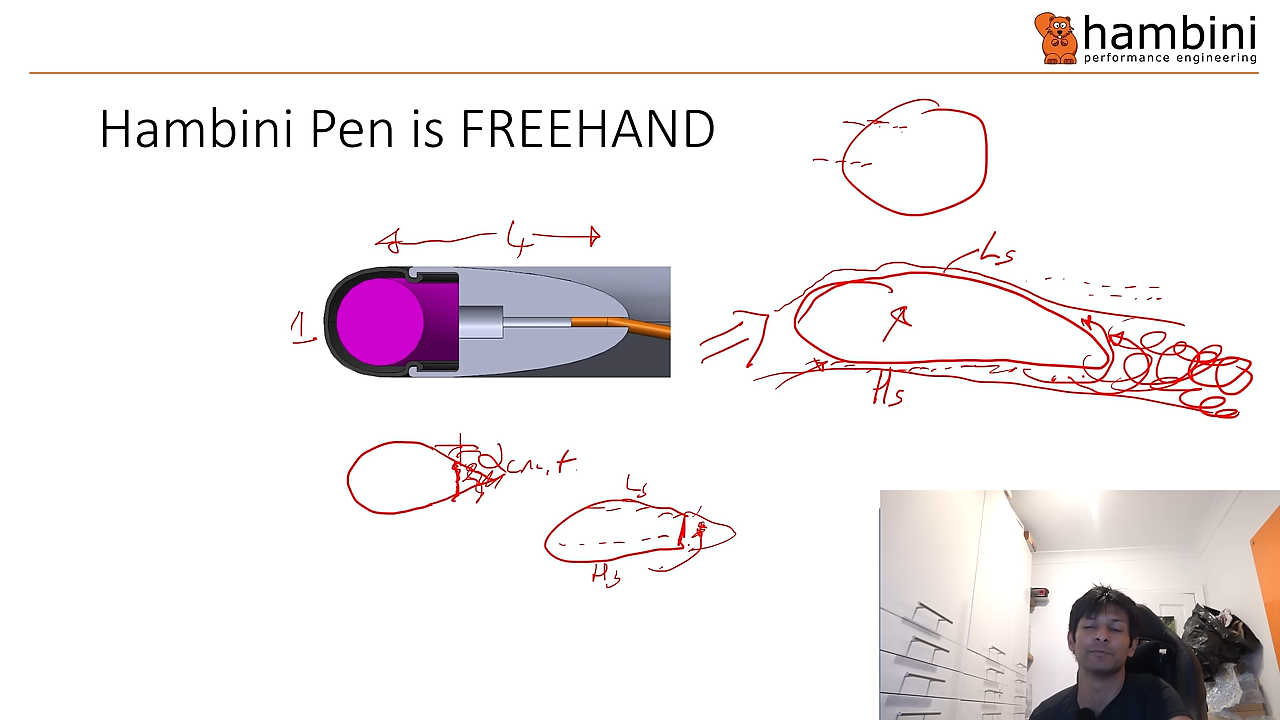 hambini
performance engineering
Hambini Pen is FREEHAND
4
Ls
1
Hs
Ls
Hs